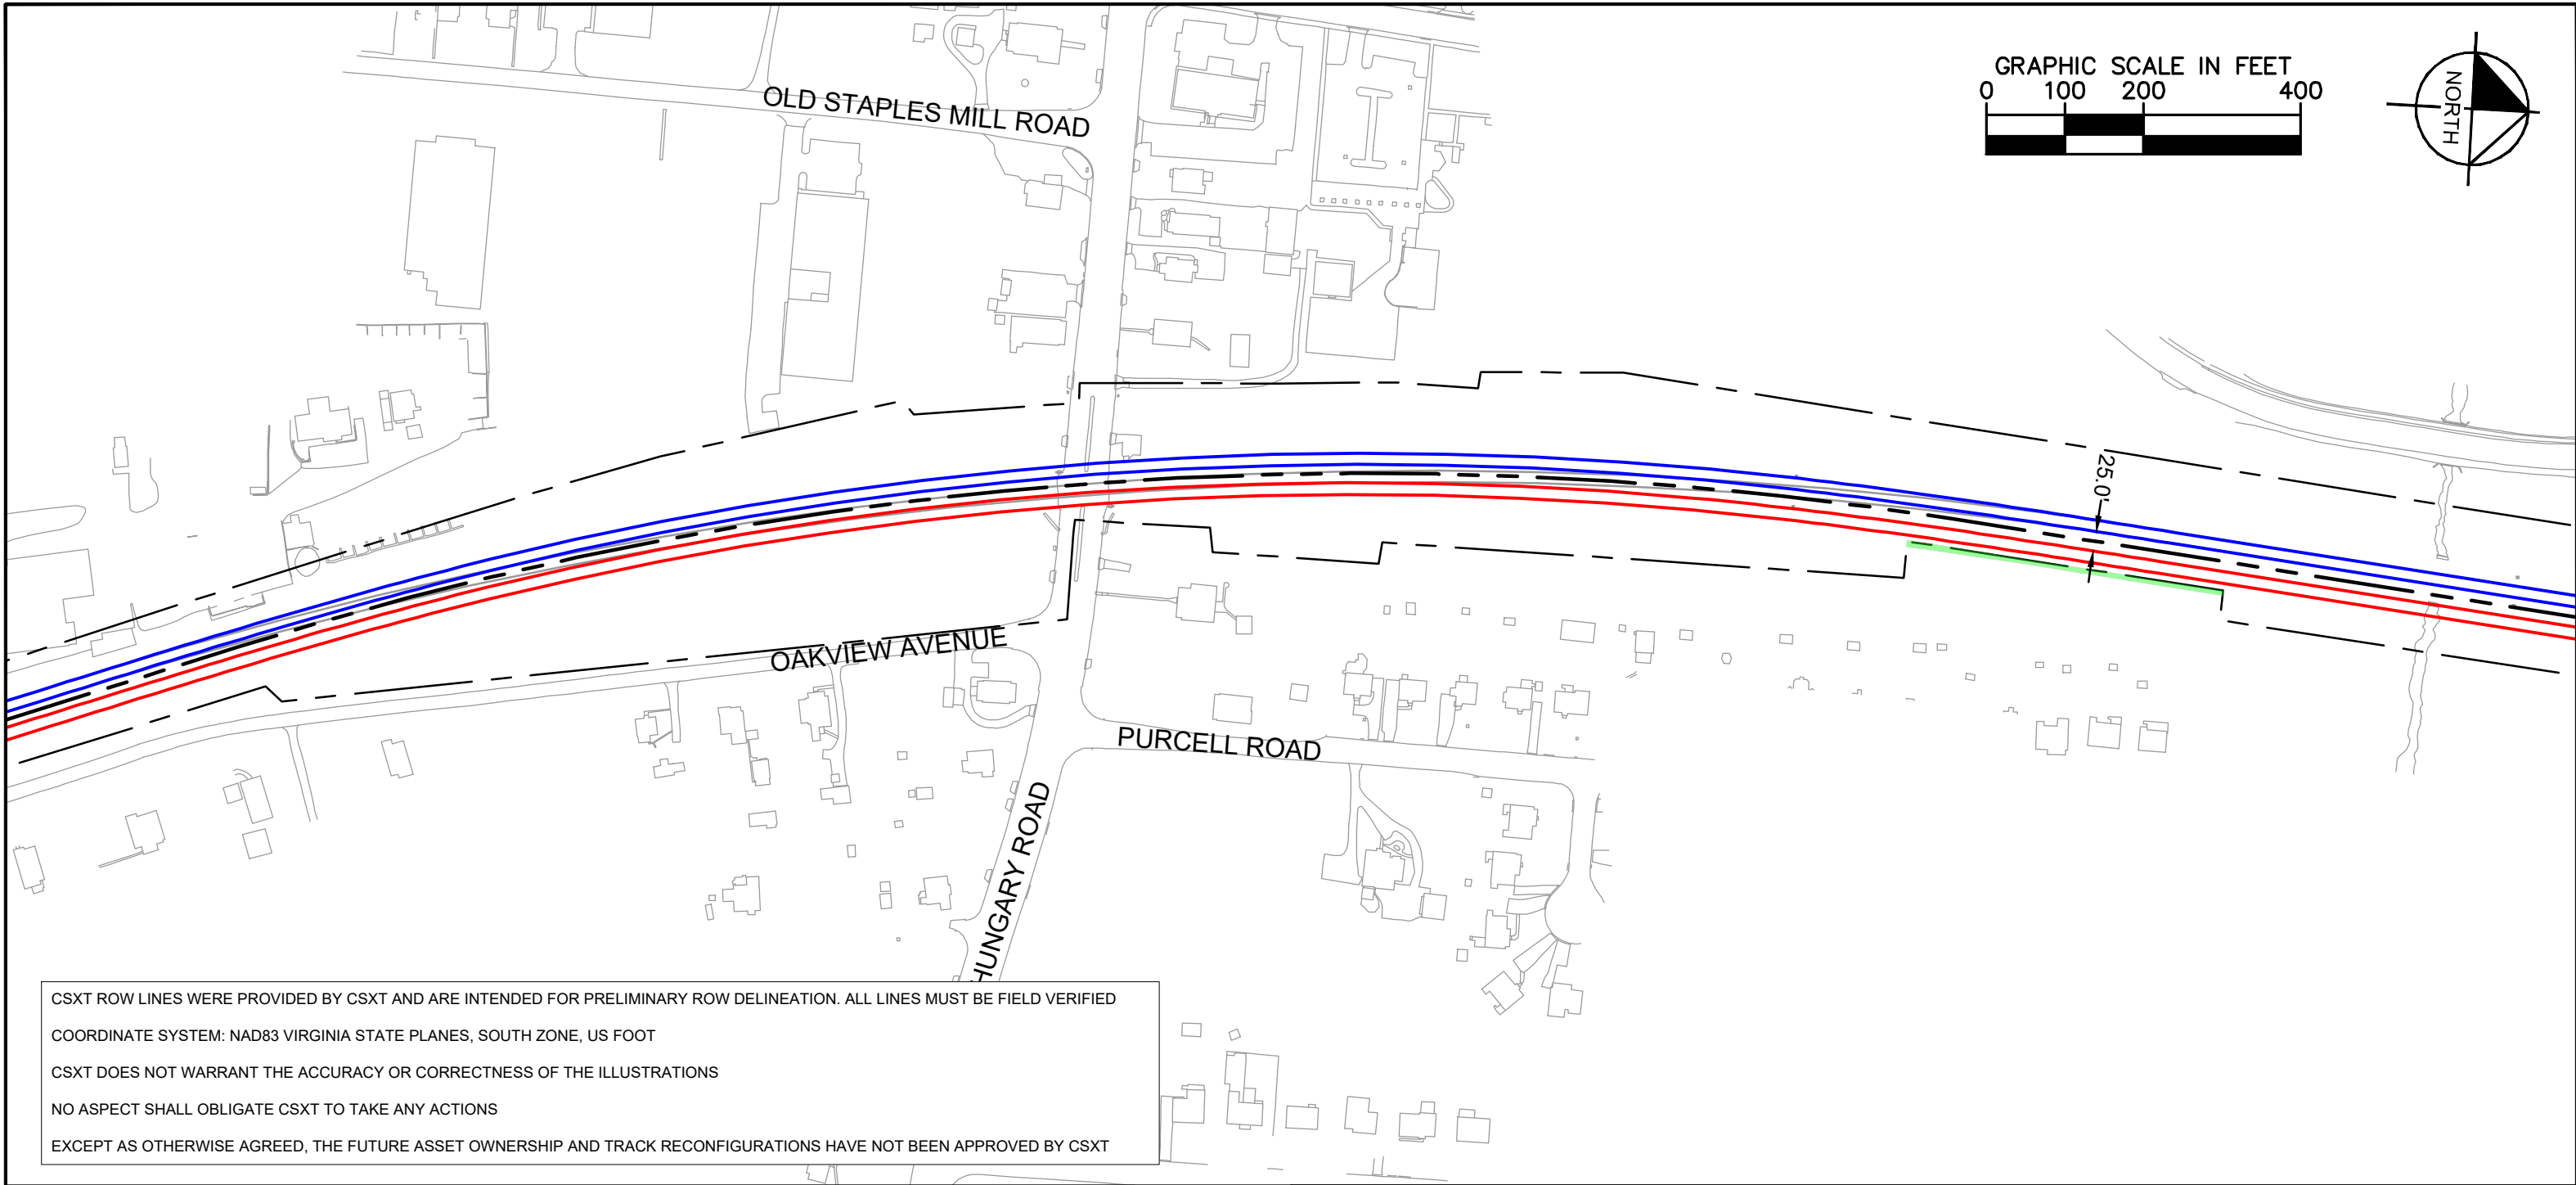 GRAPHIC SCALE IN FEET
0 100 200 400
NORTH
OLD STAPLES MILL ROAD
25.0'
OAKVIEW AVENUE
PURCELL ROAD
HUNGARY ROAD
CSXT ROW LINES WERE PROVIDED BY CSXT AND ARE INTENDED FOR PRELIMINARY ROW DELINEATION. ALL LINES MUST BE FIELD VERIFIED
COORDINATE SYSTEM: NAD83 VIRGINIA STATE PLANES, SOUTH ZONE, US FOOT
CSXT DOES NOT WARRANT THE ACCURACY OR CORRECTNESS OF THE ILLUSTRATIONS
NO ASPECT SHALL OBLIGATE CSXT TO TAKE ANY ACTIONS
EXCEPT AS OTHERWISE AGREED, THE FUTURE ASSET OWNERSHIP AND TRACK RECONFIGURATIONS HAVE NOT BEEN APPROVED BY CSXT